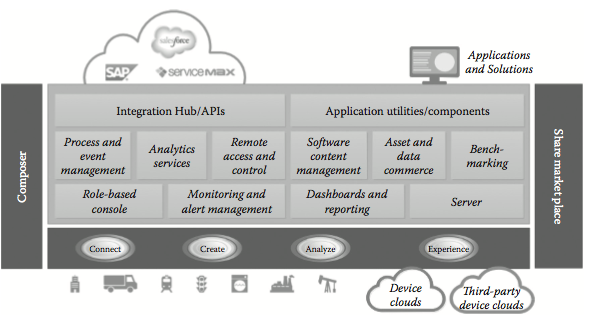 salesforce
SAP
servicemax
Applications
and Solutions
Composer
Integration Hub/APIs
Application utilities/components
Process and
event
management
Analytics
services
Remote
access and
control
Software
content
management
Asset and
data
commerce
Bench-
marking
Role-based
console
Monitoring and
alert management
Dashboards and
reporting
Server
Share market place
Connect
Create
Analyze
Experience
Device
clouds
Third-party
device clouds